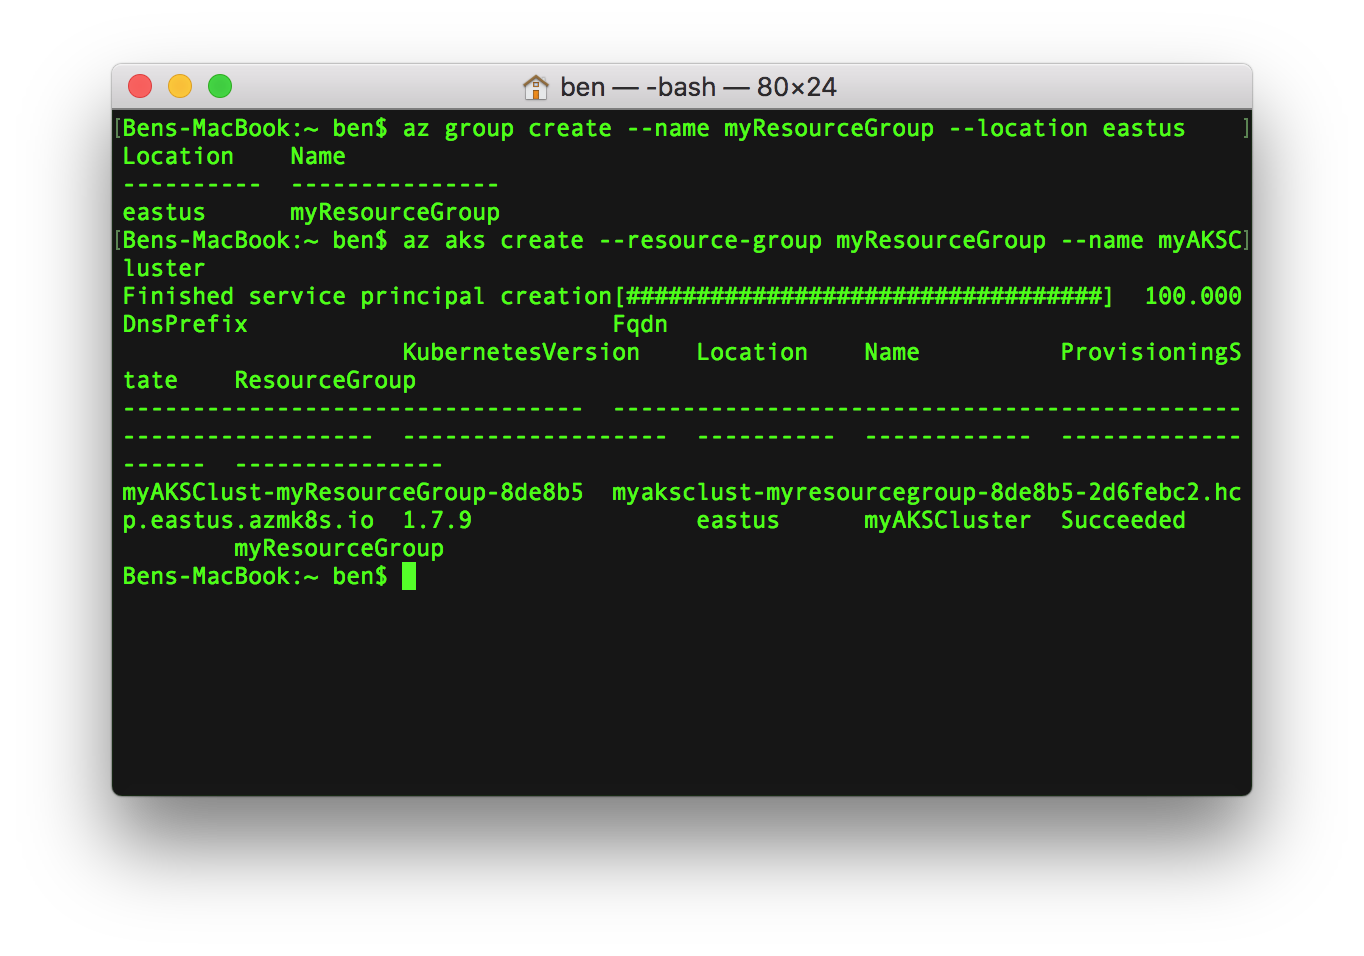 ben — -bash — 80×24
[Bens-MacBook:~ ben$ az group create --name myResourceGroup --location eastus    ]
Location    Name
----------  ---------------
eastus      myResourceGroup
[Bens-MacBook:~ ben$ az aks create --resource-group myResourceGroup --name myAKSC]
luster
Finished service principal creation[##################################]  100.000
DnsPrefix                          Fqdn
                    KubernetesVersion    Location    Name          ProvisioningS
tate    ResourceGroup
---------------------------------  ---------------------------------------------
------------------  -------------------  ----------  ------------  -------------
------  ---------------
myAKSClust-myResourceGroup-8de8b5  myaksclust-myresourcegroup-8de8b5-2d6febc2.hc
p.eastus.azmk8s.io  1.7.9                eastus      myAKSCluster  Succeeded
        myResourceGroup
Bens-MacBook:~ ben$